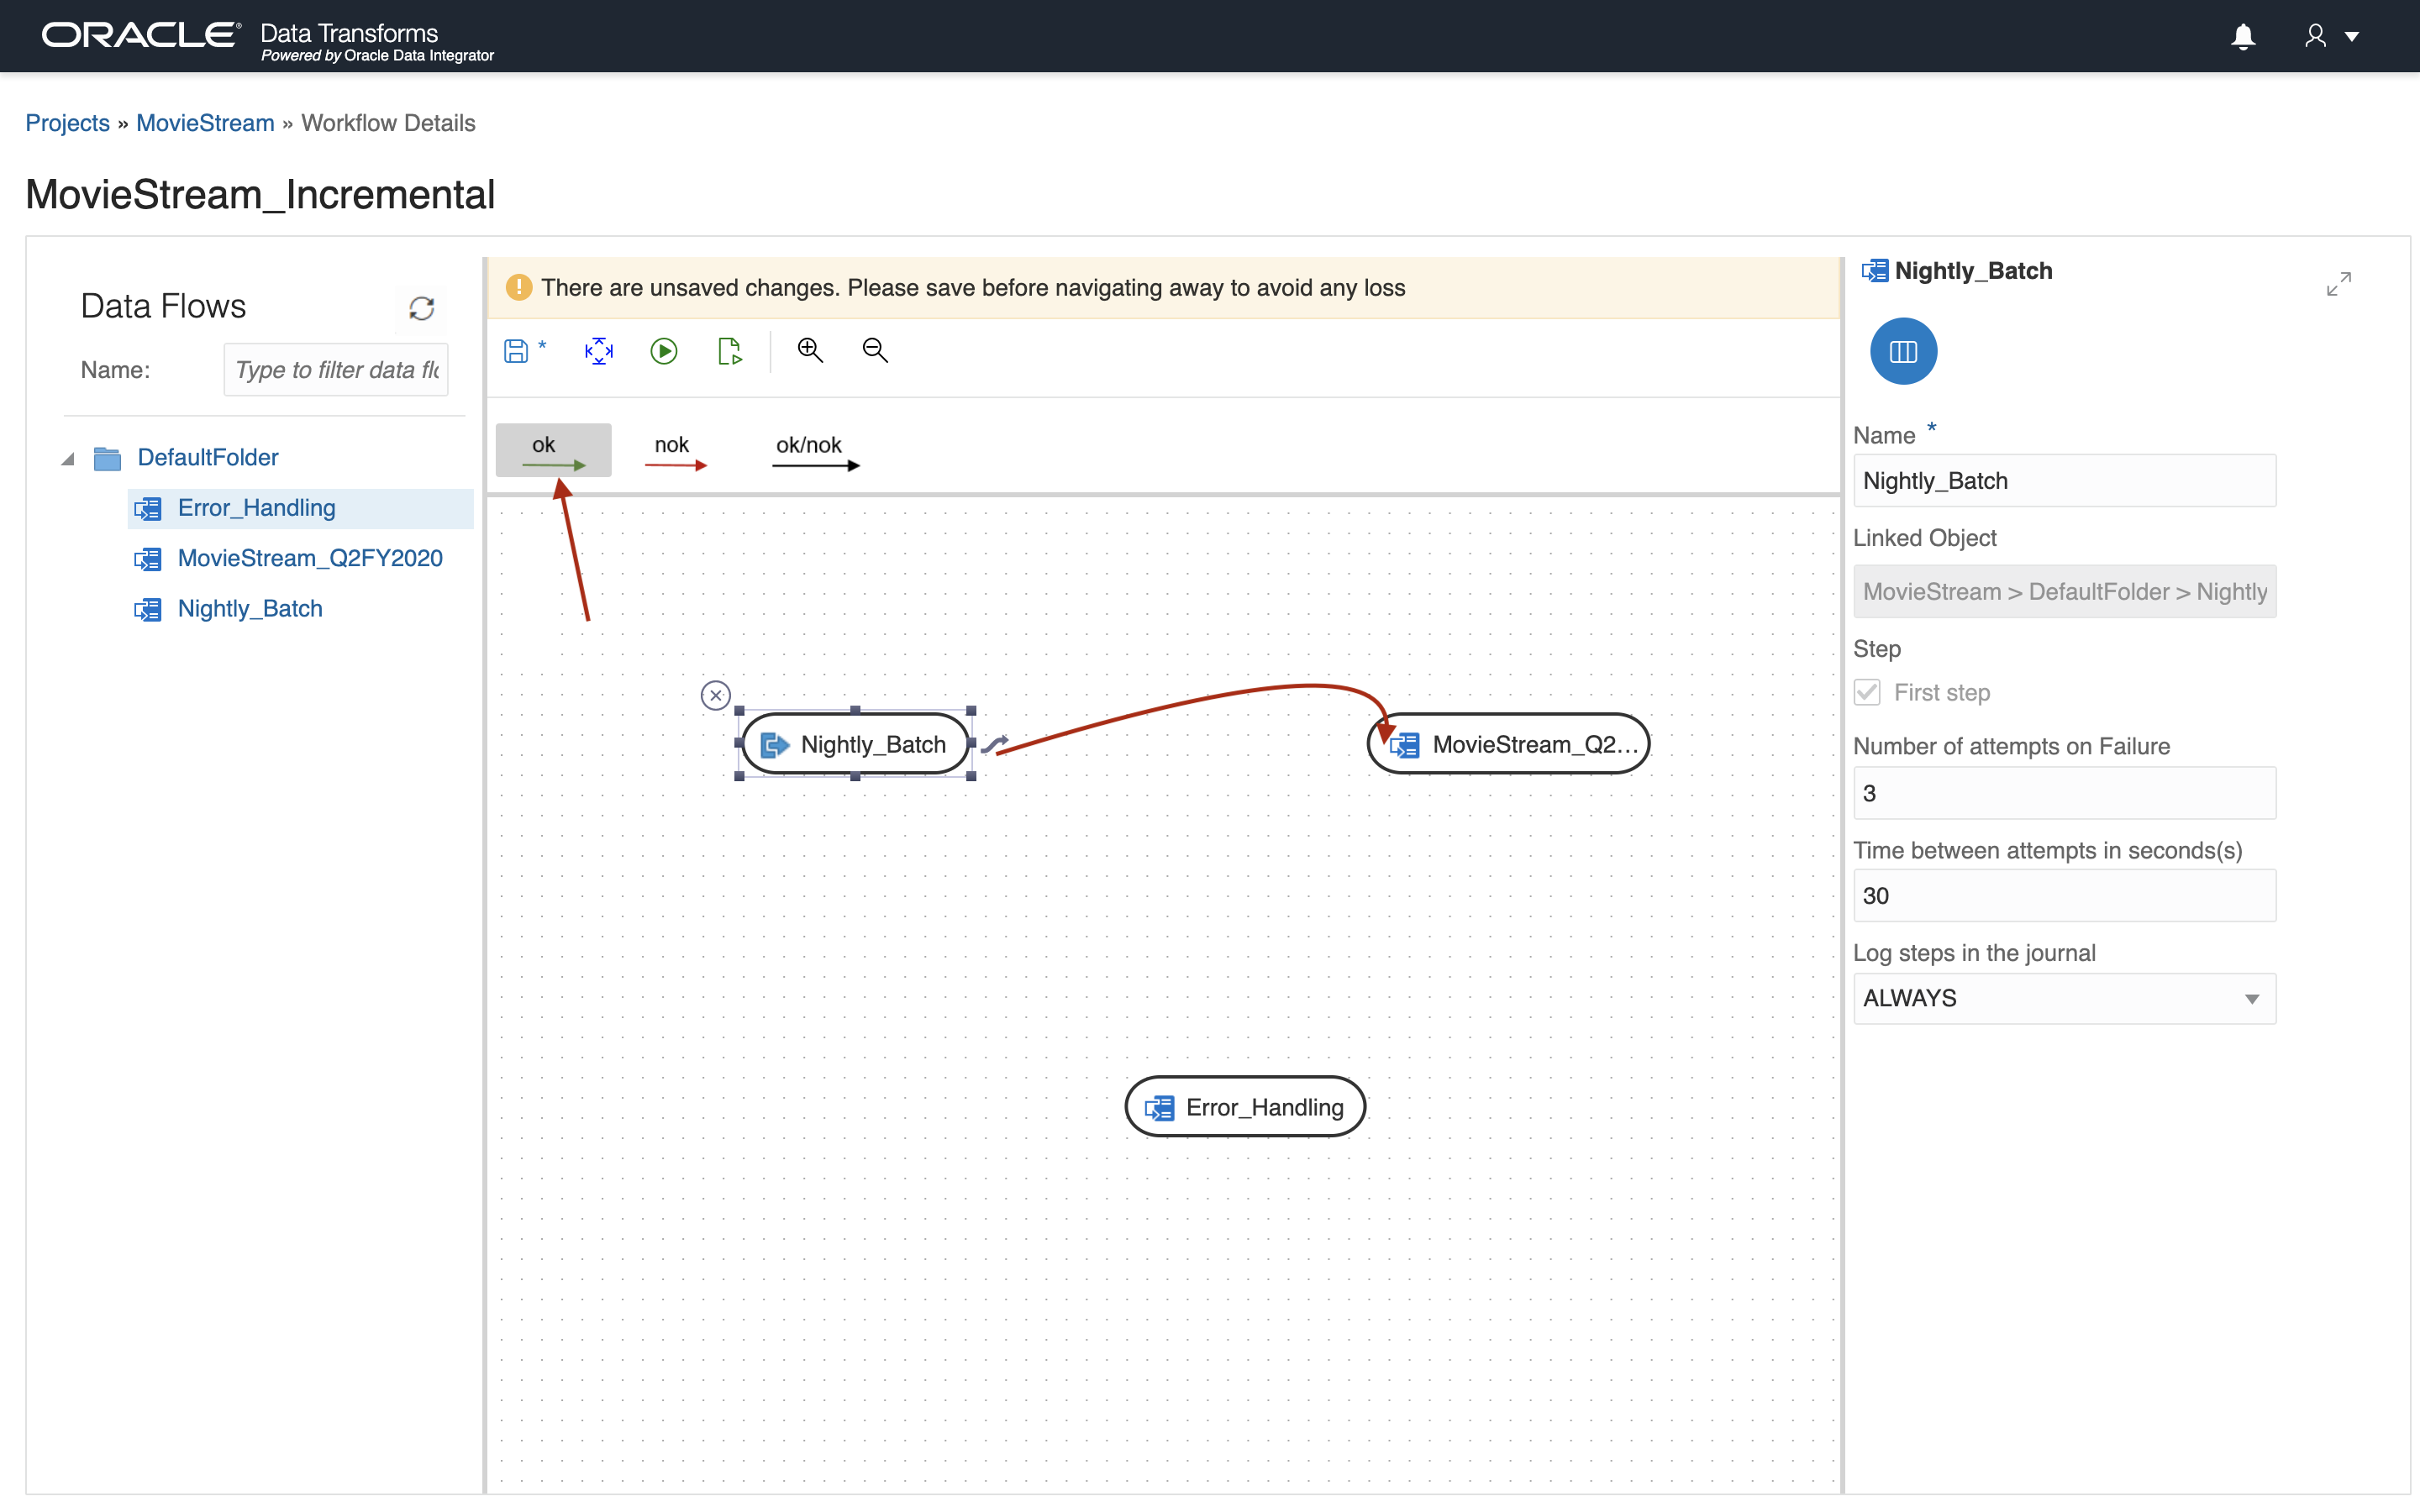 ORACLE® Data Transforms
Powered by Oracle Data Integrator
Projects » MovieStream » Workflow Details
MovieStream_Incremental
Data Flows
Name: Type to filter data flo
DefaultFolder
Error_Handling
MovieStream_Q2FY2020
Nightly_Batch
There are unsaved changes. Please save before navigating away to avoid any loss
*
ok nok ok/nok
Nightly_Batch MovieStream_Q2...
Error_Handling
Nightly_Batch
Name *
Nightly_Batch
Linked Object
MovieStream > DefaultFolder > Nightly
Step
First step
Number of attempts on Failure
3
Time between attempts in seconds(s)
30
Log steps in the journal
ALWAYS